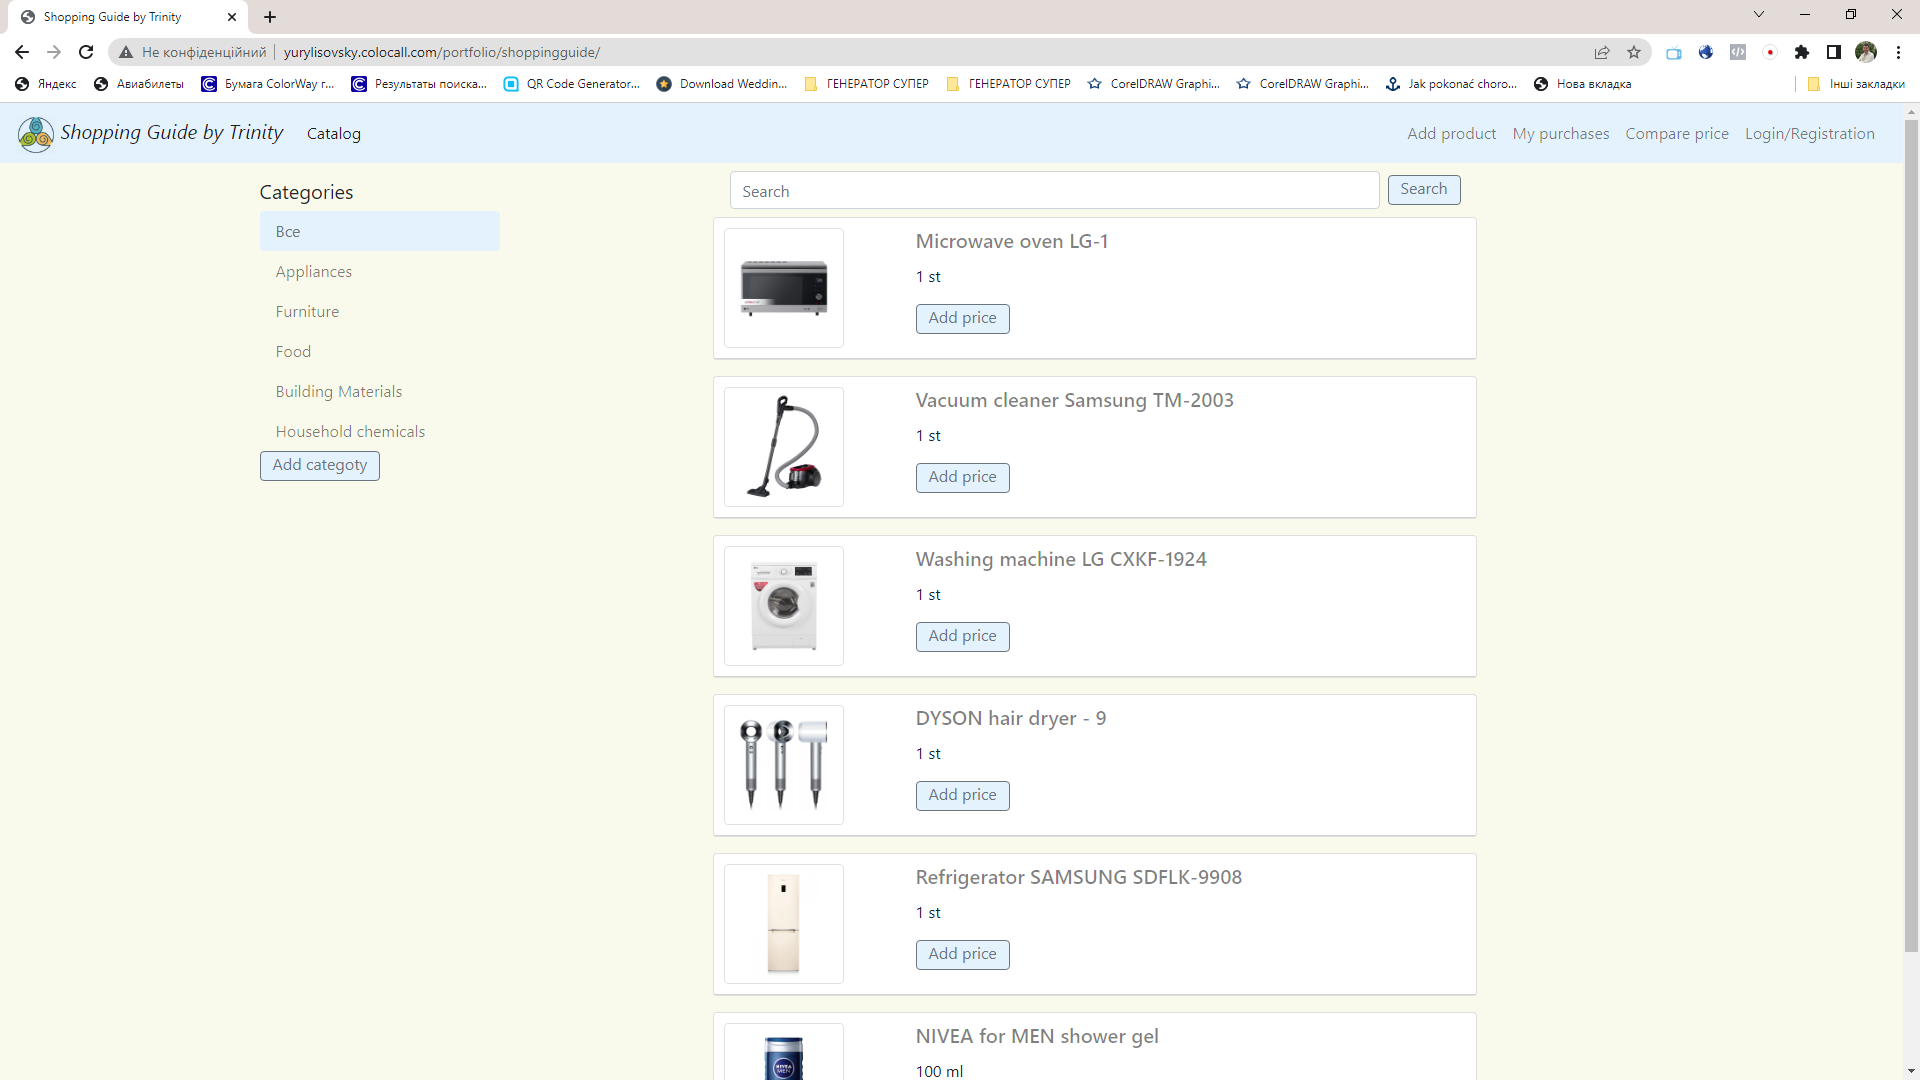 Shopping Guide by Trinity
Не конфіденційний
yurylisovsky.colocall.com/portfolio/shoppingguide/
Яндекс
Авиабилеты
Бумага ColorWay г...
Результаты поиска...
QR Code Generator...
Download Weddin...
ГЕНЕРАТОР СУПЕР
ГЕНЕРАТОР СУПЕР
CorelDRAW Graphi...
CorelDRAW Graphi...
Jak pokonać choro...
Нова вкладка
Інші закладки
Shopping Guide by Trinity
Catalog
Add product
My purchases
Compare price
Login/Registration
Categories
Все
Appliances
Furniture
Food
Building Materials
Household chemicals
Add categoty
Search
Search
Microwave oven LG-1
1 st
Add price
Vacuum cleaner Samsung TM-2003
1 st
Add price
Washing machine LG CXKF-1924
1 st
Add price
DYSON hair dryer - 9
1 st
Add price
Refrigerator SAMSUNG SDFLK-9908
1 st
Add price
NIVEA
MEN
NIVEA for MEN shower gel
100 ml